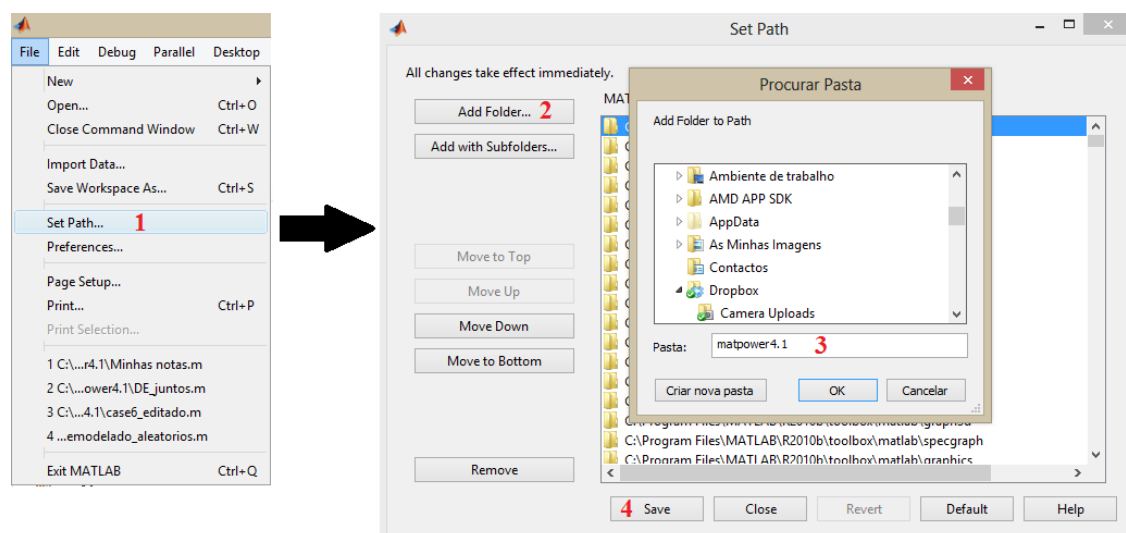 File Edit Debug Parallel Desktop
New
Open... Ctrl+O
Close Command Window Ctrl+W
Import Data...
Save Workspace As... Ctrl+S
Set Path... 1
Preferences...
Page Setup...
Print... Ctrl+P
Print Selection...
1 C:\...r4.1\Minhas notas.m
2 C:\...ower4.1\DE_juntos.m
3 C:\...4.1\case6_editado.m
4 ...emodelado_aleatorios.m
Exit MATLAB Ctrl+Q
Set Path
All changes take effect immediately.
Add Folder... 2
Add with Subfolders...
Move to Top
Move Up
Move Down
Move to Bottom
Remove
Procurar Pasta
Add Folder to Path
Ambiente de trabalho
AMD APP SDK
AppData
As Minhas Imagens
Contactos
Dropbox
Camera Uploads
Pasta: matpower4.1 3
Criar nova pasta OK Cancelar
C:\Program Files\MATLAB\R2010b\toolbox\matlab\specgraph
C:\Program Files\MATLAB\R2010b\toolbox\matlab\graphics
4 Save Close Revert Default Help